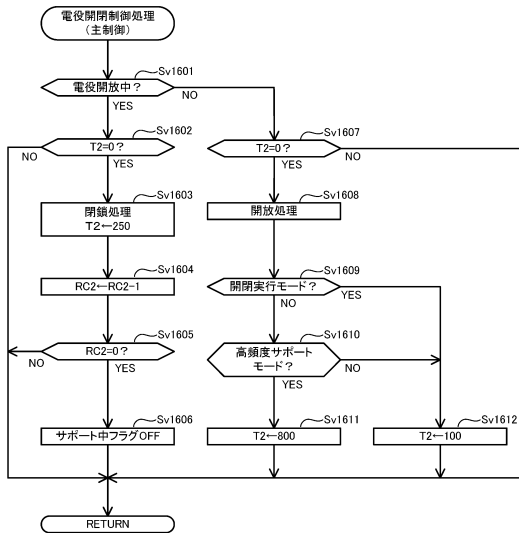 電役開閉制御処理
(主制御)
Sv1601
電役開放中?
NO
YES
Sv1602
T2=0?
NO
YES
Sv1607
T2=0?
NO
YES
Sv1603
閉鎖処理
T2←250
Sv1608
開放処理
Sv1604
RC2←RC2-1
Sv1609
開閉実行モード?
YES
NO
Sv1605
RC2=0?
NO
YES
Sv1610
高頻度サポート
モード?
NO
YES
Sv1606
サポート中フラグOFF
Sv1611
T2←800
Sv1612
T2←100
RETURN